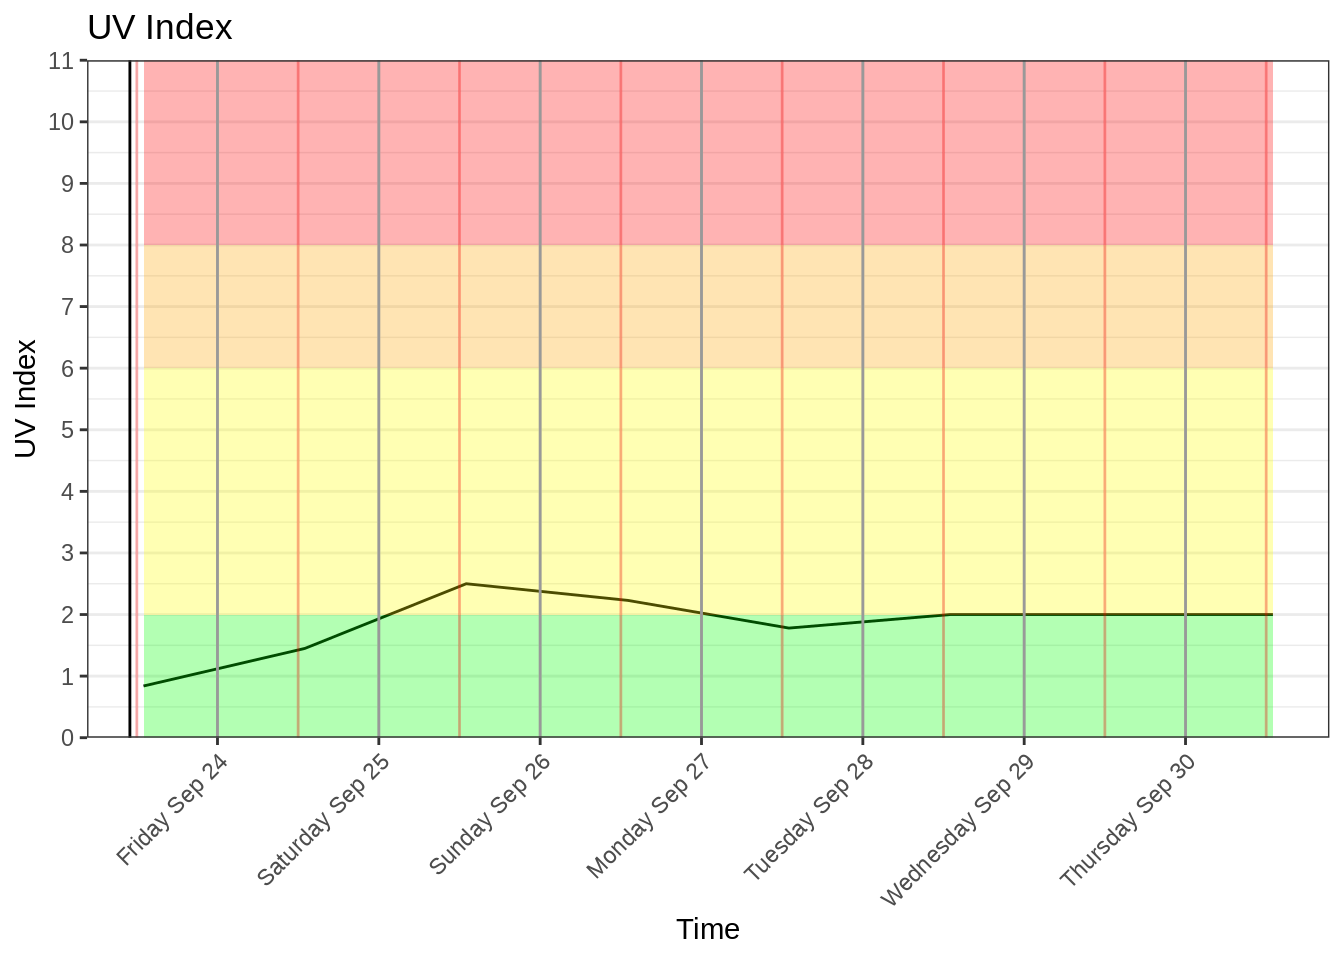 UV Index
11
10
9
8
7
6
5
4
3
2
1
0
UV Index
Friday Sep 24
Saturday Sep 25
Sunday Sep 26
Monday Sep 27
Tuesday Sep 28
Wednesday Sep 29
Thursday Sep 30
Time